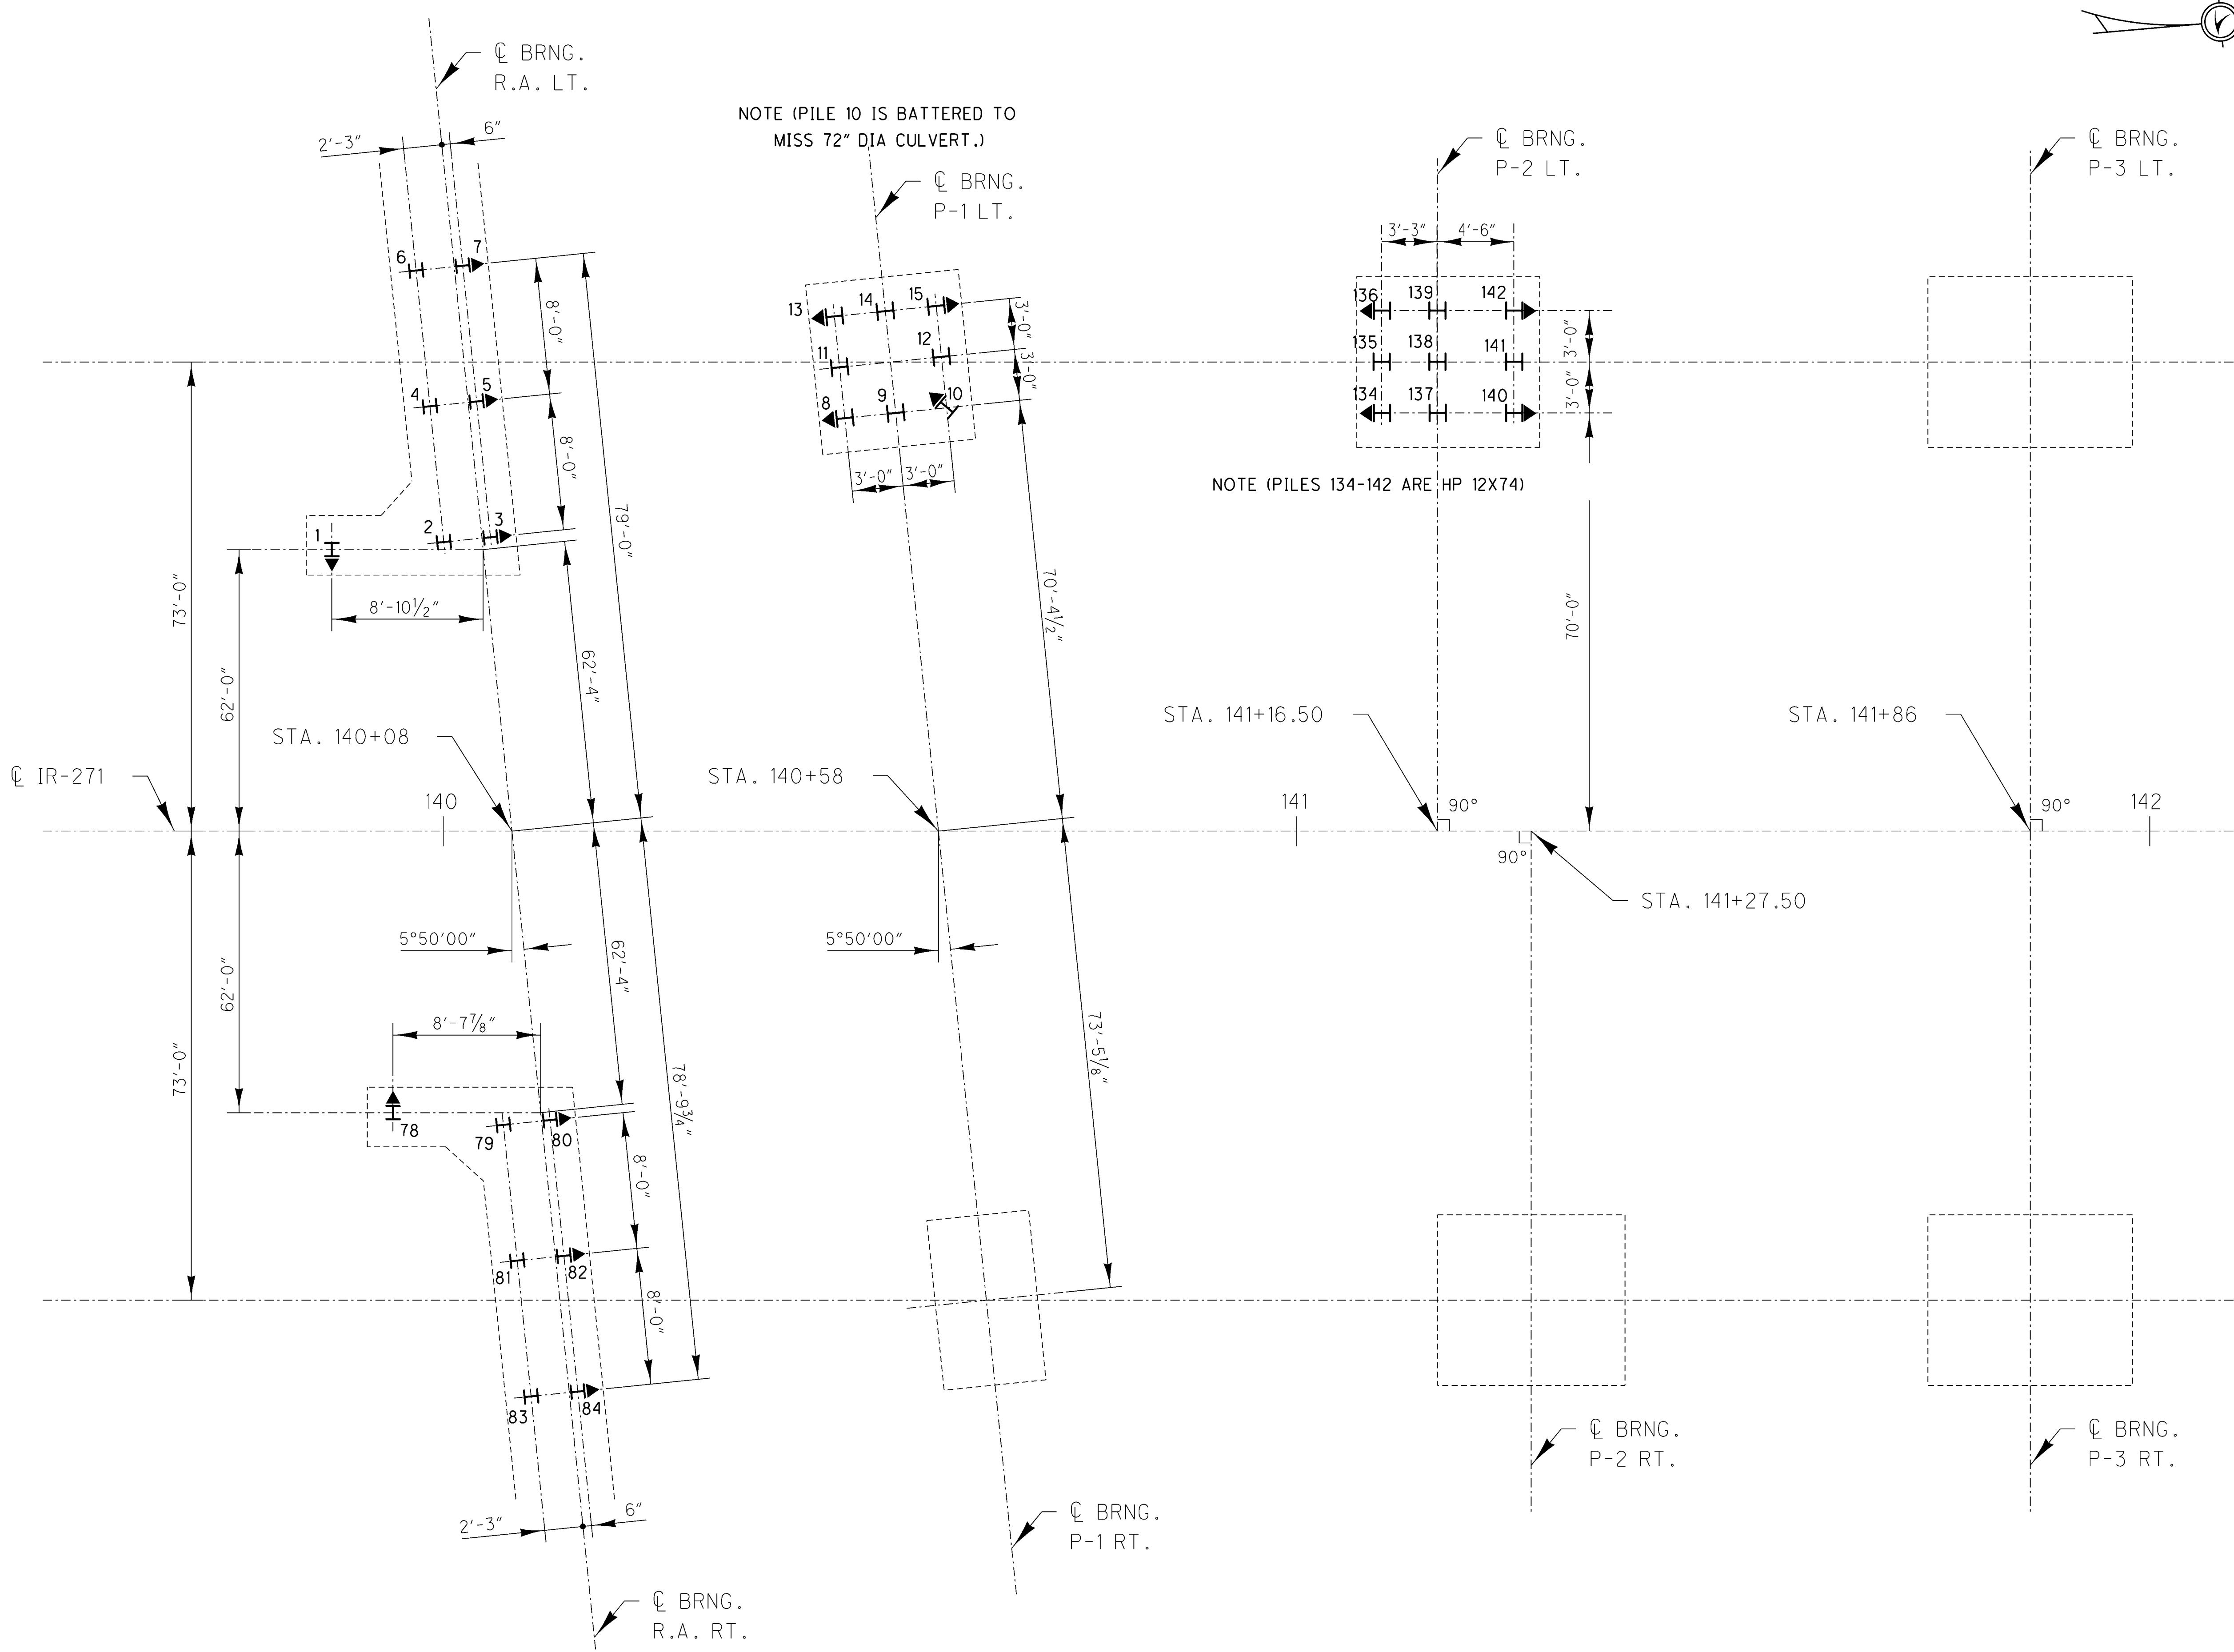 ℄ BRNG.
R.A. LT.
2'-3"
6"
NOTE (PILE 10 IS BATTERED TO
MISS 72" DIA CULVERT.)
℄ BRNG.
P-1 LT.
℄ BRNG.
P-2 LT.
℄ BRNG.
P-3 LT.
6
7
8'-0"
4
5
8'-0"
79'-0"
1
2
3
62'-4"
8'-10½"
73'-0"
62'-0"
13
14
15
3'-0"
11
12
3'-0"
8
9
10
3'-0"
3'-0"
70'-4½"
3'-3"
4'-6"
136
139
142
3'-0"
135
138
141
3'-0"
134
137
140
NOTE (PILES 134-142 ARE HP 12X74)
70'-0"
STA. 140+08
STA. 140+58
STA. 141+16.50
STA. 141+86
℄ IR-271
140
141
90°
90°
142
90°
STA. 141+27.50
5°50'00"
5°50'00"
62'-0"
73'-0"
62'-4"
78'-9¾"
73'-5⅛"
8'-7⅞"
78
79
80
8'-0"
81
82
8'-0"
83
84
2'-3"
6"
℄ BRNG.
P-2 RT.
℄ BRNG.
P-3 RT.
℄ BRNG.
P-1 RT.
℄ BRNG.
R.A. RT.